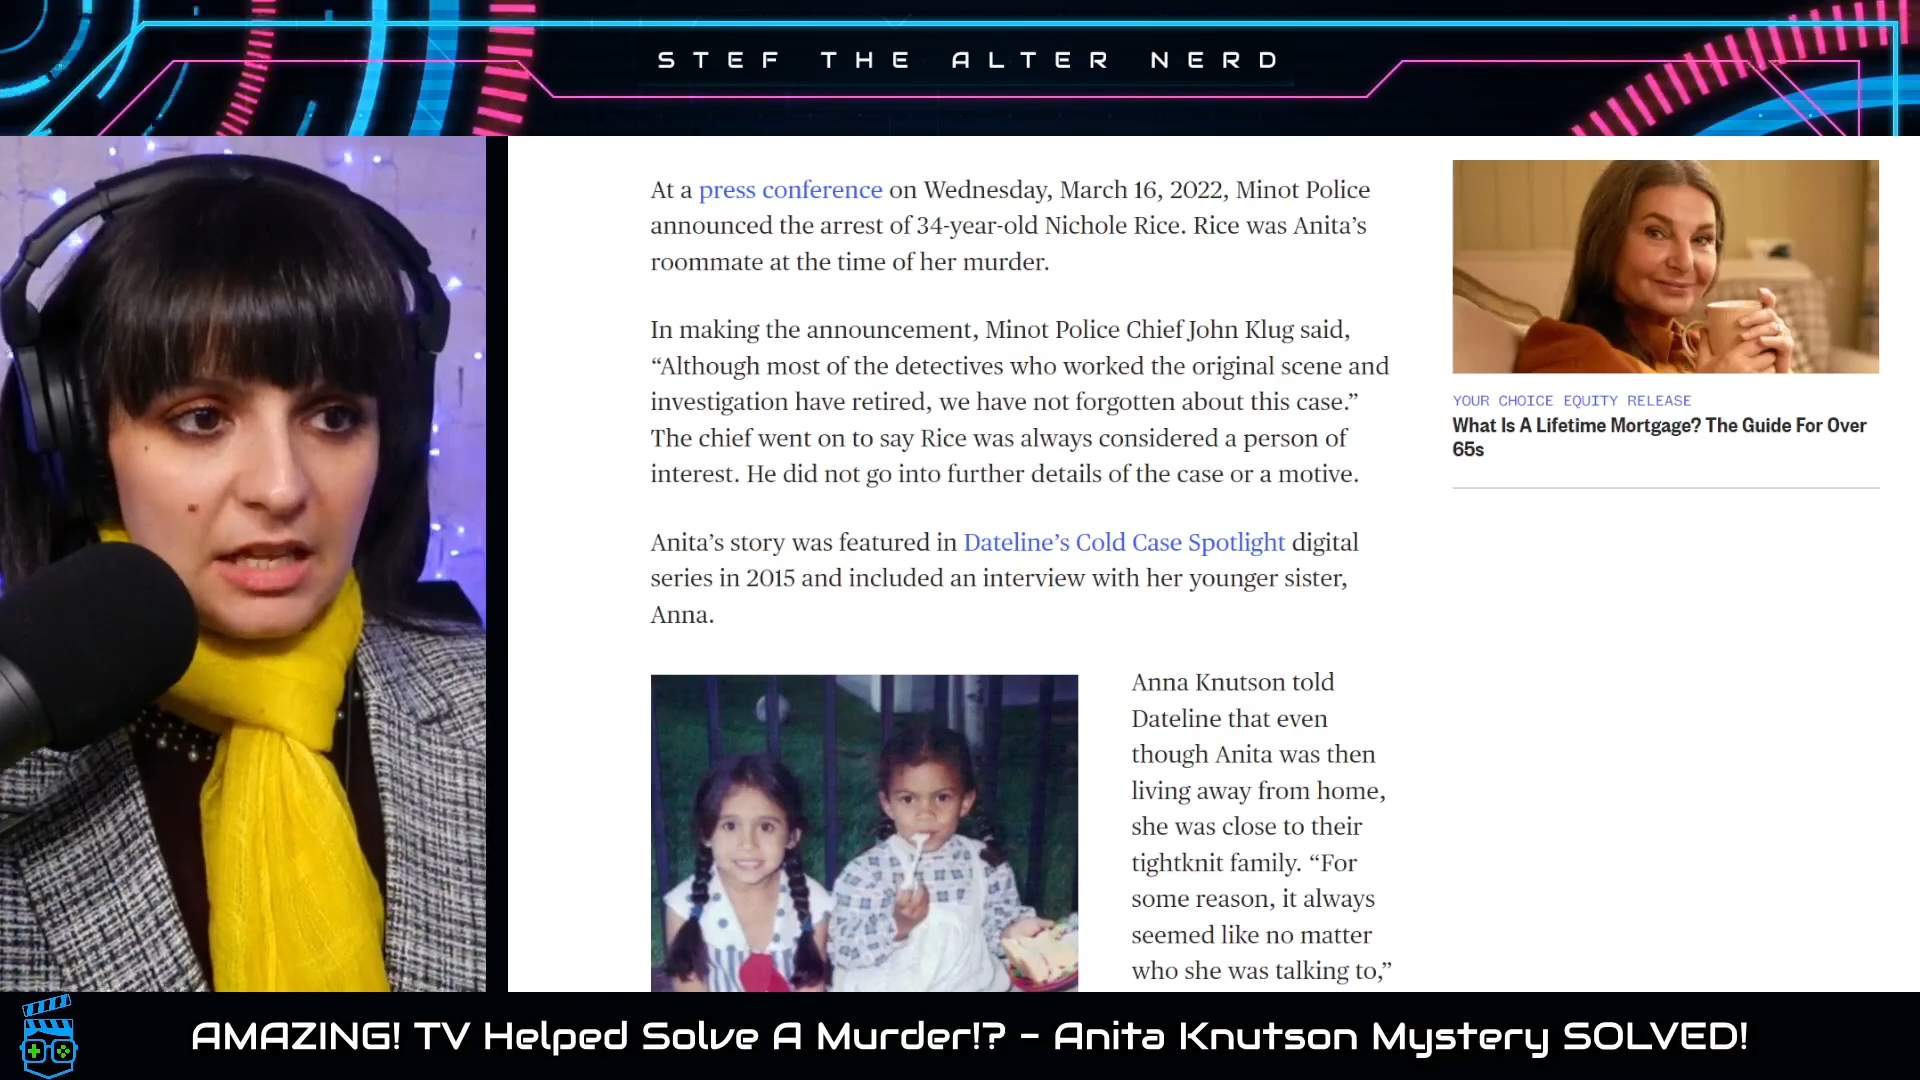 STEF THE ALTER NERD
At a press conference on Wednesday, March 16, 2022, Minot Police
announced the arrest of 34-year-old Nichole Rice. Rice was Anita’s
roommate at the time of her murder.
In making the announcement, Minot Police Chief John Klug said,
“Although most of the detectives who worked the original scene and
investigation have retired, we have not forgotten about this case.”
The chief went on to say Rice was always considered a person of
interest. He did not go into further details of the case or a motive.
Anita’s story was featured in Dateline’s Cold Case Spotlight digital
series in 2015 and included an interview with her younger sister,
Anna.
Anna Knutson told
Dateline that even
though Anita was then
living away from home,
she was close to their
tightknit family. “For
some reason, it always
seemed like no matter
who she was talking to,”
YOUR CHOICE EQUITY RELEASE
What Is A Lifetime Mortgage? The Guide For Over
65s
AMAZING! TV Helped Solve A Murder!? - Anita Knutson Mystery SOLVED!